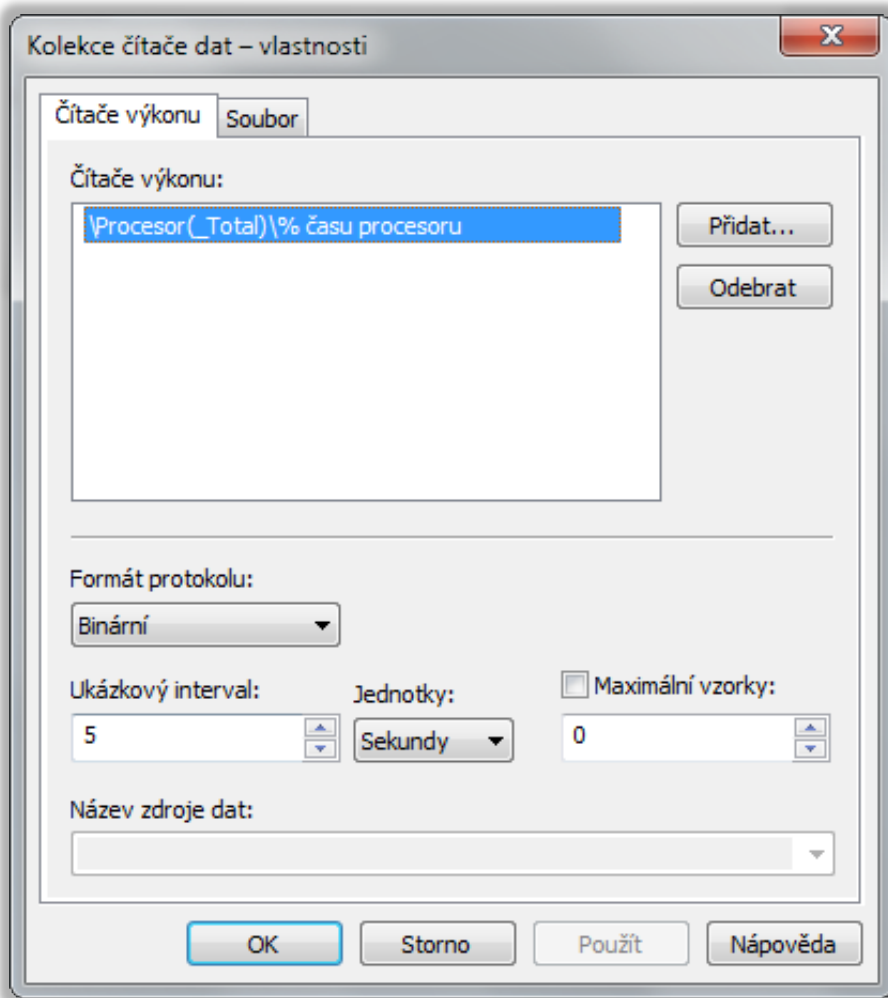 Kolekce čítače dat – vlastnosti
Čítače výkonu
Soubor
Čítače výkonu:
\Procesor(_Total)\% času procesoru
Přidat...
Odebrat
Formát protokolu:
Binární
Ukázkový interval:
Jednotky:
Maximální vzorky:
5
Sekundy
0
Název zdroje dat:
OK
Storno
Použít
Nápověda